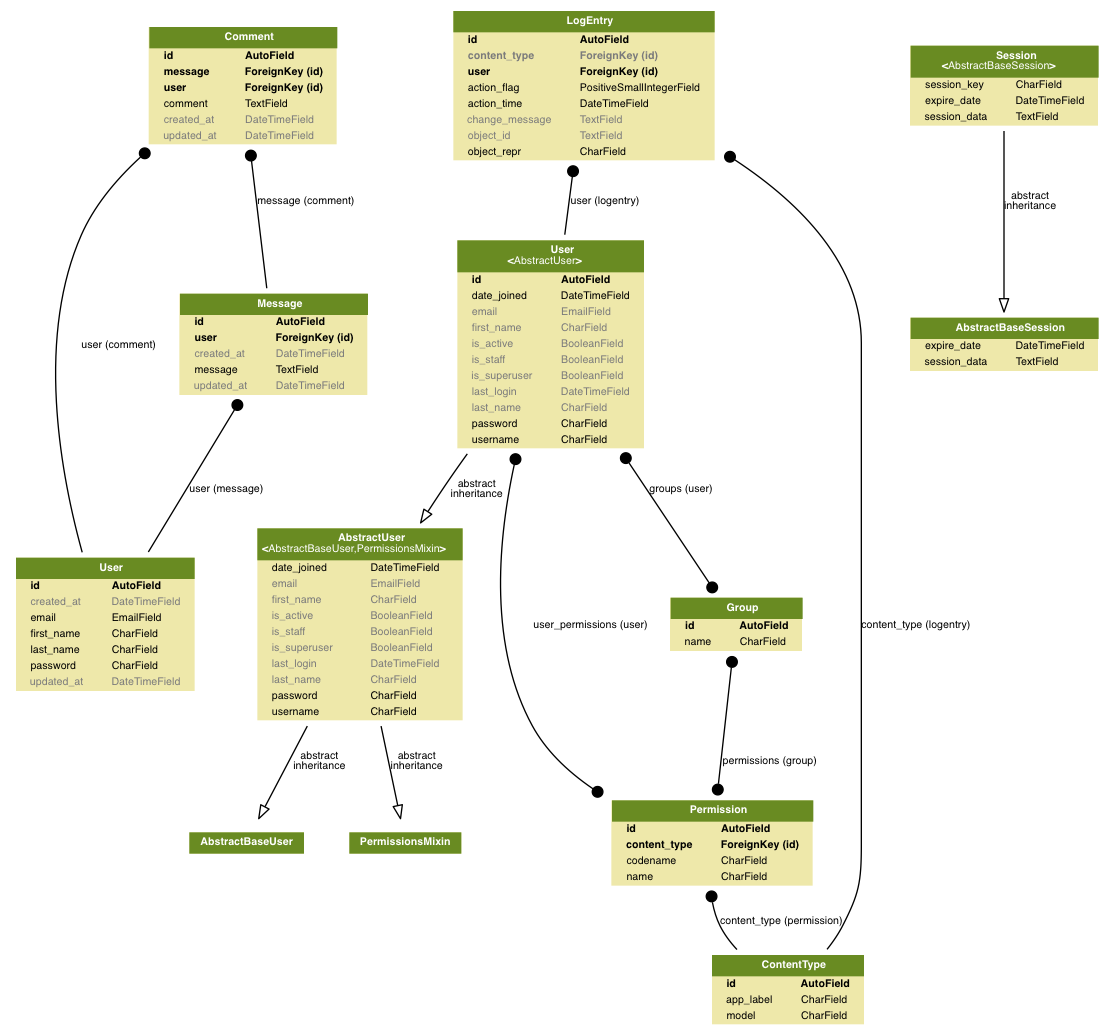 Comment
id AutoField
message ForeignKey (id)
user ForeignKey (id)
comment TextField
created_at DateTimeField
updated_at DateTimeField
LogEntry
id AutoField
content_type ForeignKey (id)
user ForeignKey (id)
action_flag PositiveSmallIntegerField
action_time DateTimeField
change_message TextField
object_id TextField
object_repr CharField
Session
<AbstractBaseSession>
session_key CharField
expire_date DateTimeField
session_data TextField
message (comment)
user (logentry)
abstract
inheritance
User
<AbstractUser>
id AutoField
date_joined DateTimeField
email EmailField
first_name CharField
is_active BooleanField
is_staff BooleanField
is_superuser BooleanField
last_login DateTimeField
last_name CharField
password CharField
username CharField
Message
id AutoField
user ForeignKey (id)
created_at DateTimeField
message TextField
updated_at DateTimeField
user (comment)
AbstractBaseSession
expire_date DateTimeField
session_data TextField
user (message)
abstract
inheritance
groups (user)
User
id AutoField
created_at DateTimeField
email EmailField
first_name CharField
last_name CharField
password CharField
updated_at DateTimeField
AbstractUser
<AbstractBaseUser,PermissionsMixin>
date_joined DateTimeField
email EmailField
first_name CharField
is_active BooleanField
is_staff BooleanField
is_superuser BooleanField
last_login DateTimeField
last_name CharField
password CharField
username CharField
user_permissions (user)
Group
id AutoField
name CharField
content_type (logentry)
abstract
inheritance
abstract
inheritance
permissions (group)
AbstractBaseUser
PermissionsMixin
Permission
id AutoField
content_type ForeignKey (id)
codename CharField
name CharField
content_type (permission)
ContentType
id AutoField
app_label CharField
model CharField